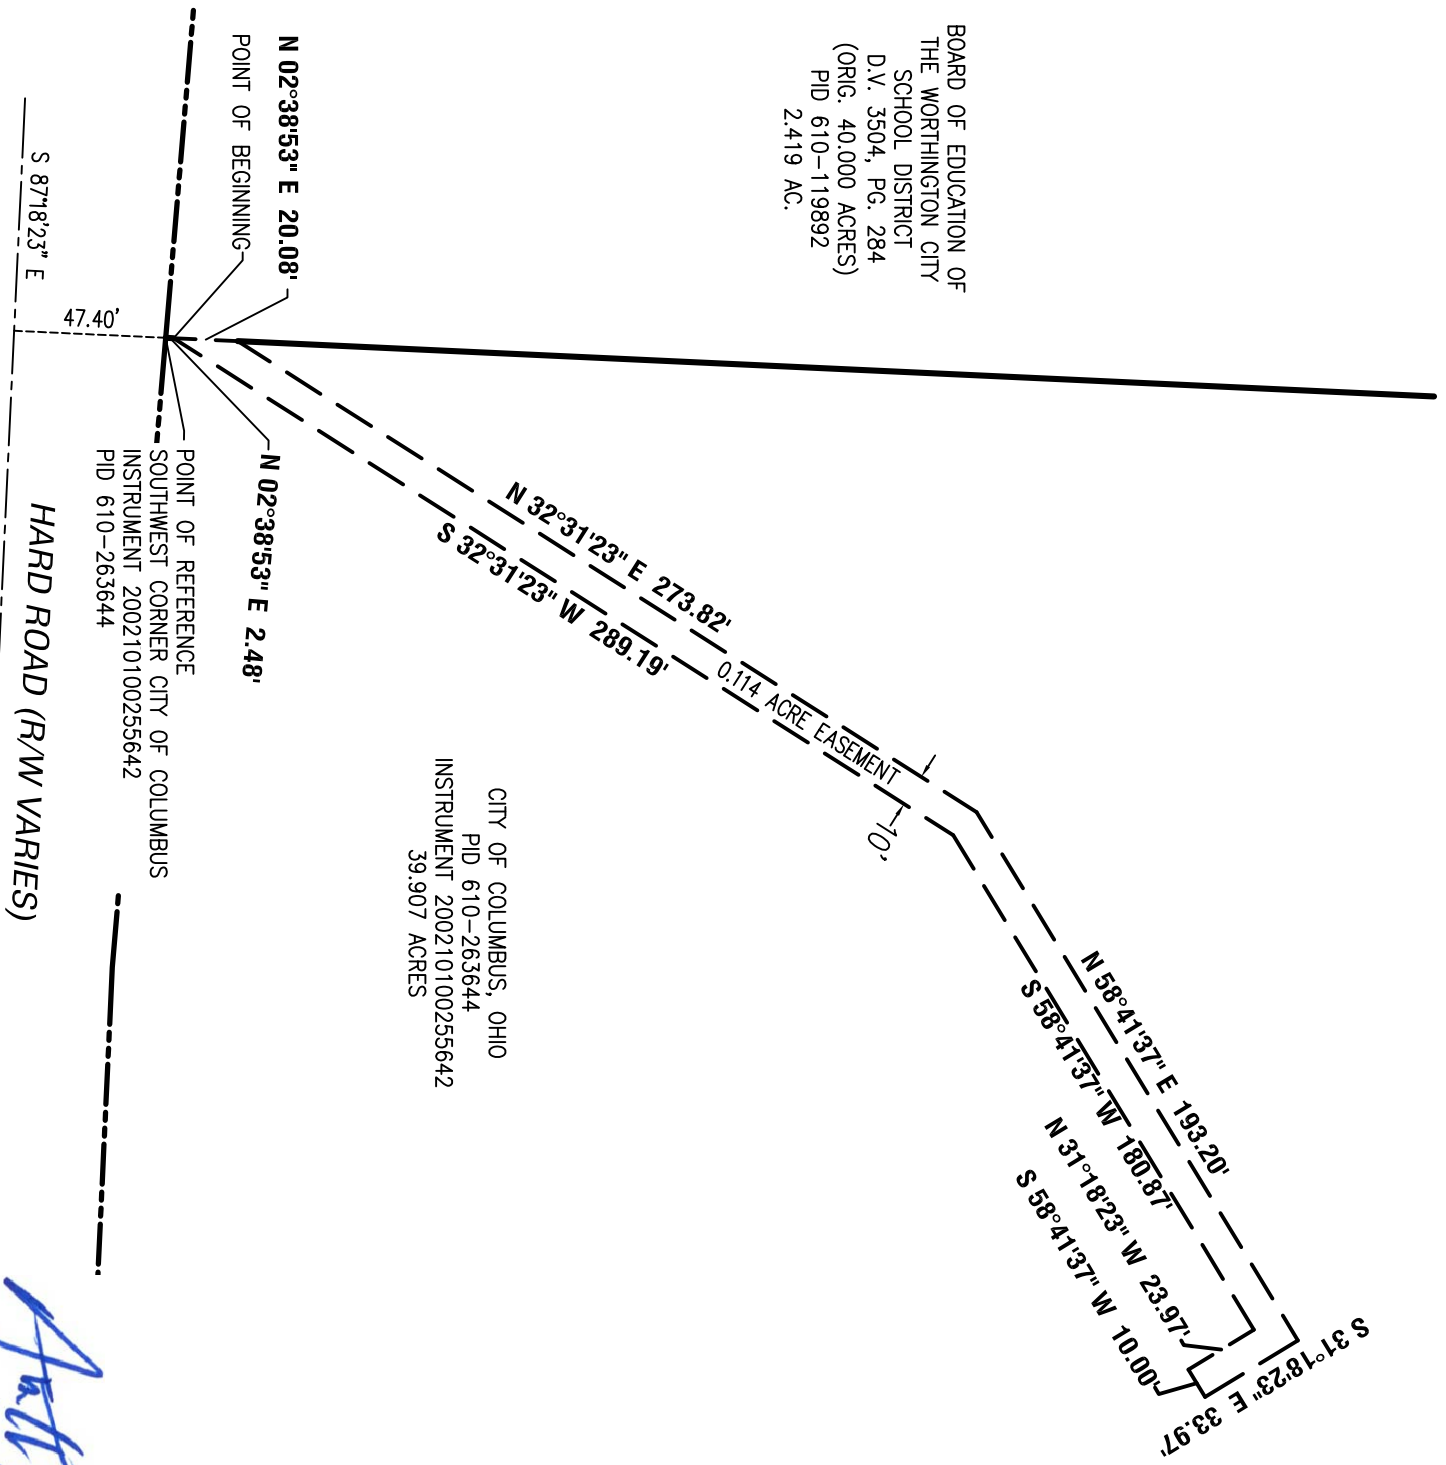 BOARD OF EDUCATION OF
THE WORTHINGTON CITY
SCHOOL DISTRICT
D.V. 3504, PG. 284
(ORIG. 40.000 ACRES)
PID 610-119892
2.419 AC.
N 02°38'53" E 20.08'
POINT OF BEGINNING
S 87°18'23" E
47.40'
N 02°38'53" E 2.48'
POINT OF REFERENCE
SOUTHWEST CORNER CITY OF COLUMBUS
INSTRUMENT 200210100255642
PID 610-263644
HARD ROAD (R/W VARIES)
N 32°31'23" E 273.82'
S 32°31'23" W 289.19'
0.114 ACRE EASEMENT
10'
CITY OF COLUMBUS, OHIO
PID 610-263644
INSTRUMENT 200210100255642
39.907 ACRES
N 58°41'37" E 193.20'
S 58°41'37" W 180.87'
N 31°18'23" W 23.97'
S 58°41'37" W 10.00'
S 31°18'23" E 33.97'